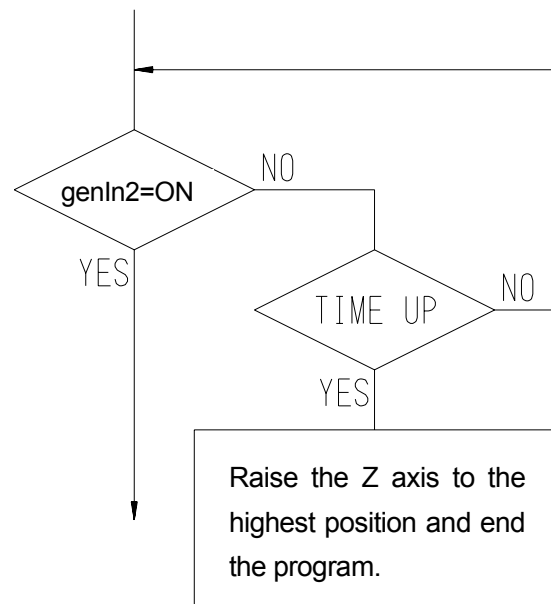 genIn2=ON
NO
YES
TIME UP
NO
YES
Raise the Z axis to the
highest position and end
the program.